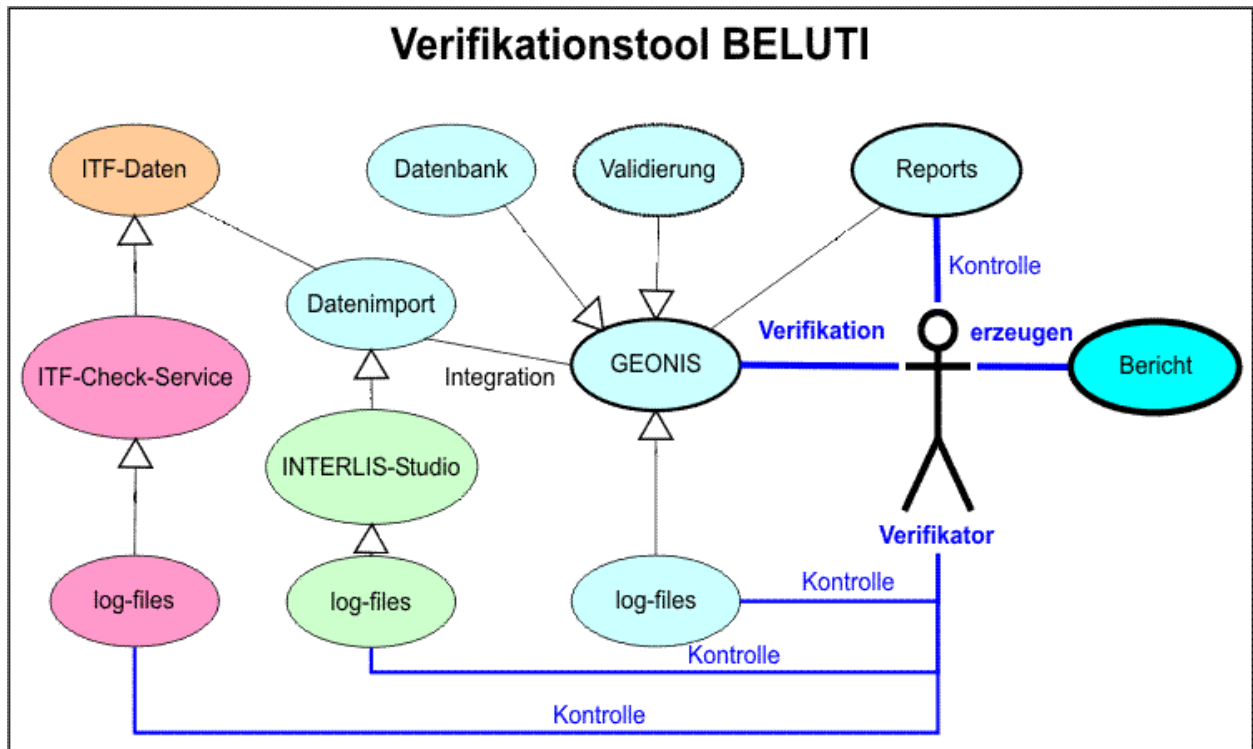 Verifikationstool BELUTI
ITF-Daten
Datenbank
Validierung
Reports
Kontrolle
Datenimport
Verifikation
erzeugen
ITF-Check-Service
Integration
GEONIS
Bericht
INTERLIS-Studio
Verifikator
log-files
log-files
log-files
Kontrolle
Kontrolle
Kontrolle